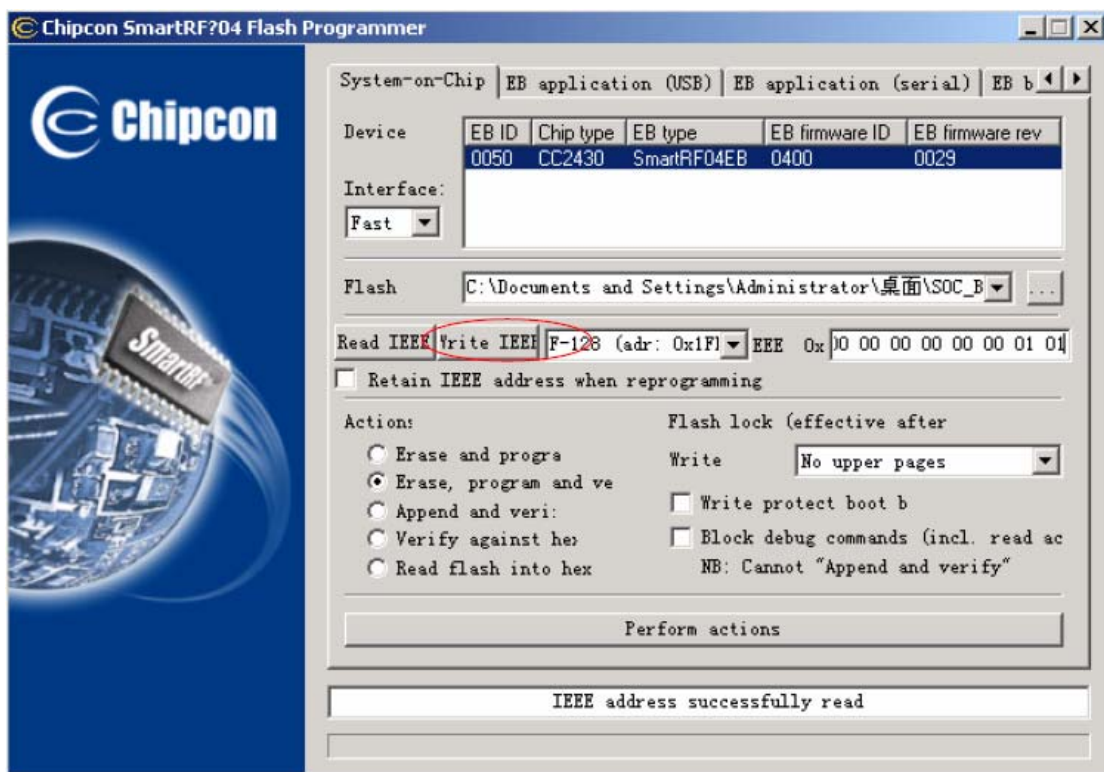 Chipcon SmartRF?04 Flash Programmer
Chipcon
SmartRF
System-on-Chip EB application (USB) EB application (serial) EB b
Device
EB ID Chip type EB type EB firmware ID EB firmware rev
0050 CC2430 SmartRF04EB 0400 0029
Interface:
Fast
Flash C:\Documents and Settings\Administrator\桌面\SOC_B ...
Read IEEE Write IEEE F-128 (adr: 0x1F EEE 0x 00 00 00 00 00 00 01 01
Retain IEEE address when reprogramming
Action:
Erase and progra
Erase, program and ve
Append and veri:
Verify against he
Read flash into hex
Flash lock (effective after
Write No upper pages
Write protect boot b
Block debug commands (incl. read ac
NB: Cannot "Append and verify"
Perform actions
IEEE address successfully read